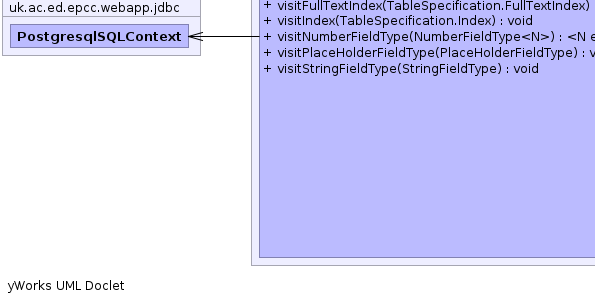 uk.ac.ed.epcc.webapp.jdbc
PostgresqlSQLContext
+ visitFullTextIndex(TableSpecification.FullTextIndex)
+ visitIndex(TableSpecification.Index) : void
+ visitNumberFieldType(NumberFieldType<N>) : <N e
+ visitPlaceHolderFieldType(PlaceHolderFieldType) : v
+ visitStringFieldType(StringFieldType) : void
yWorks UML Doclet